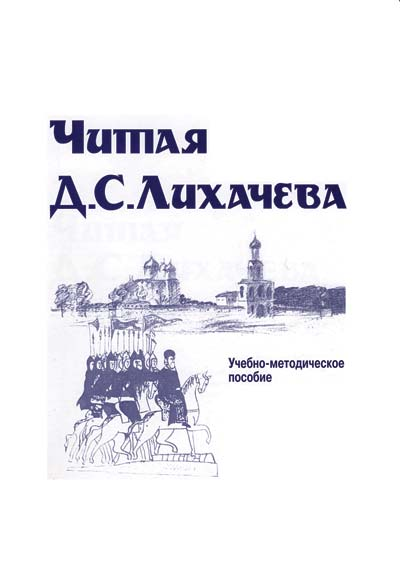 Читая
Д.С.Лихачева
Учебно-методическое
пособие